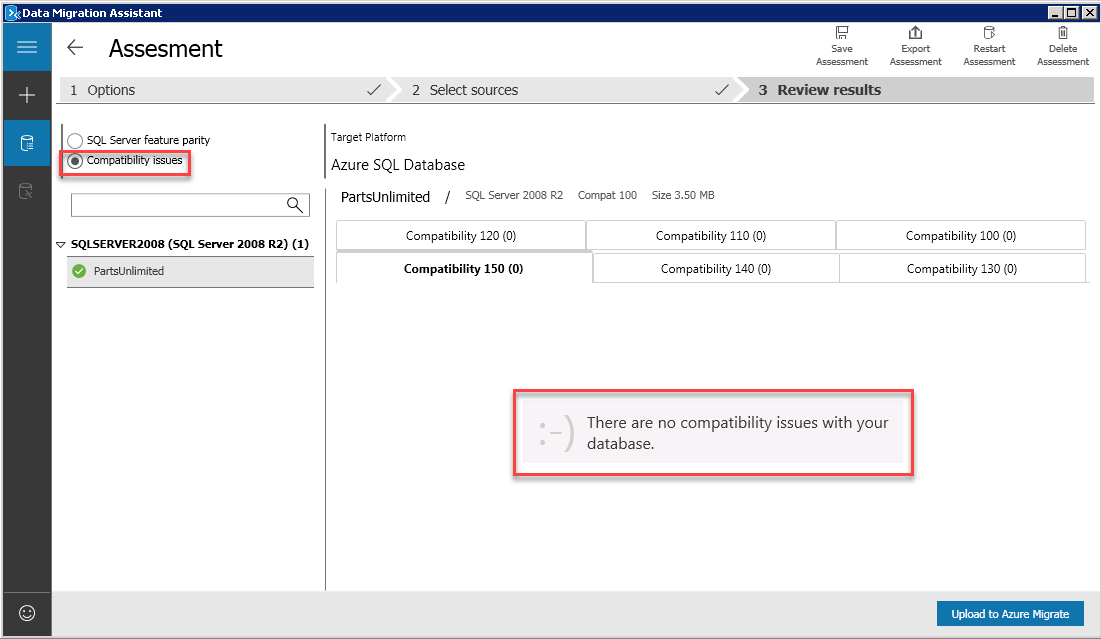 Data Migration Assistant
Assesment
Save
Assessment
Export
Assessment
Restart
Assessment
Delete
Assessment
1 Options
2 Select sources
3 Review results
SQL Server feature parity
Compatibility issues
SQLSERVER2008 (SQL Server 2008 R2) (1)
PartsUnlimited
Target Platform
Azure SQL Database
PartsUnlimited / SQL Server 2008 R2 Compat 100 Size 3.50 MB
Compatibility 120 (0)
Compatibility 110 (0)
Compatibility 100 (0)
Compatibility 150 (0)
Compatibility 140 (0)
Compatibility 130 (0)
:-)
There are no compatibility issues with your
database.
Upload to Azure Migrate